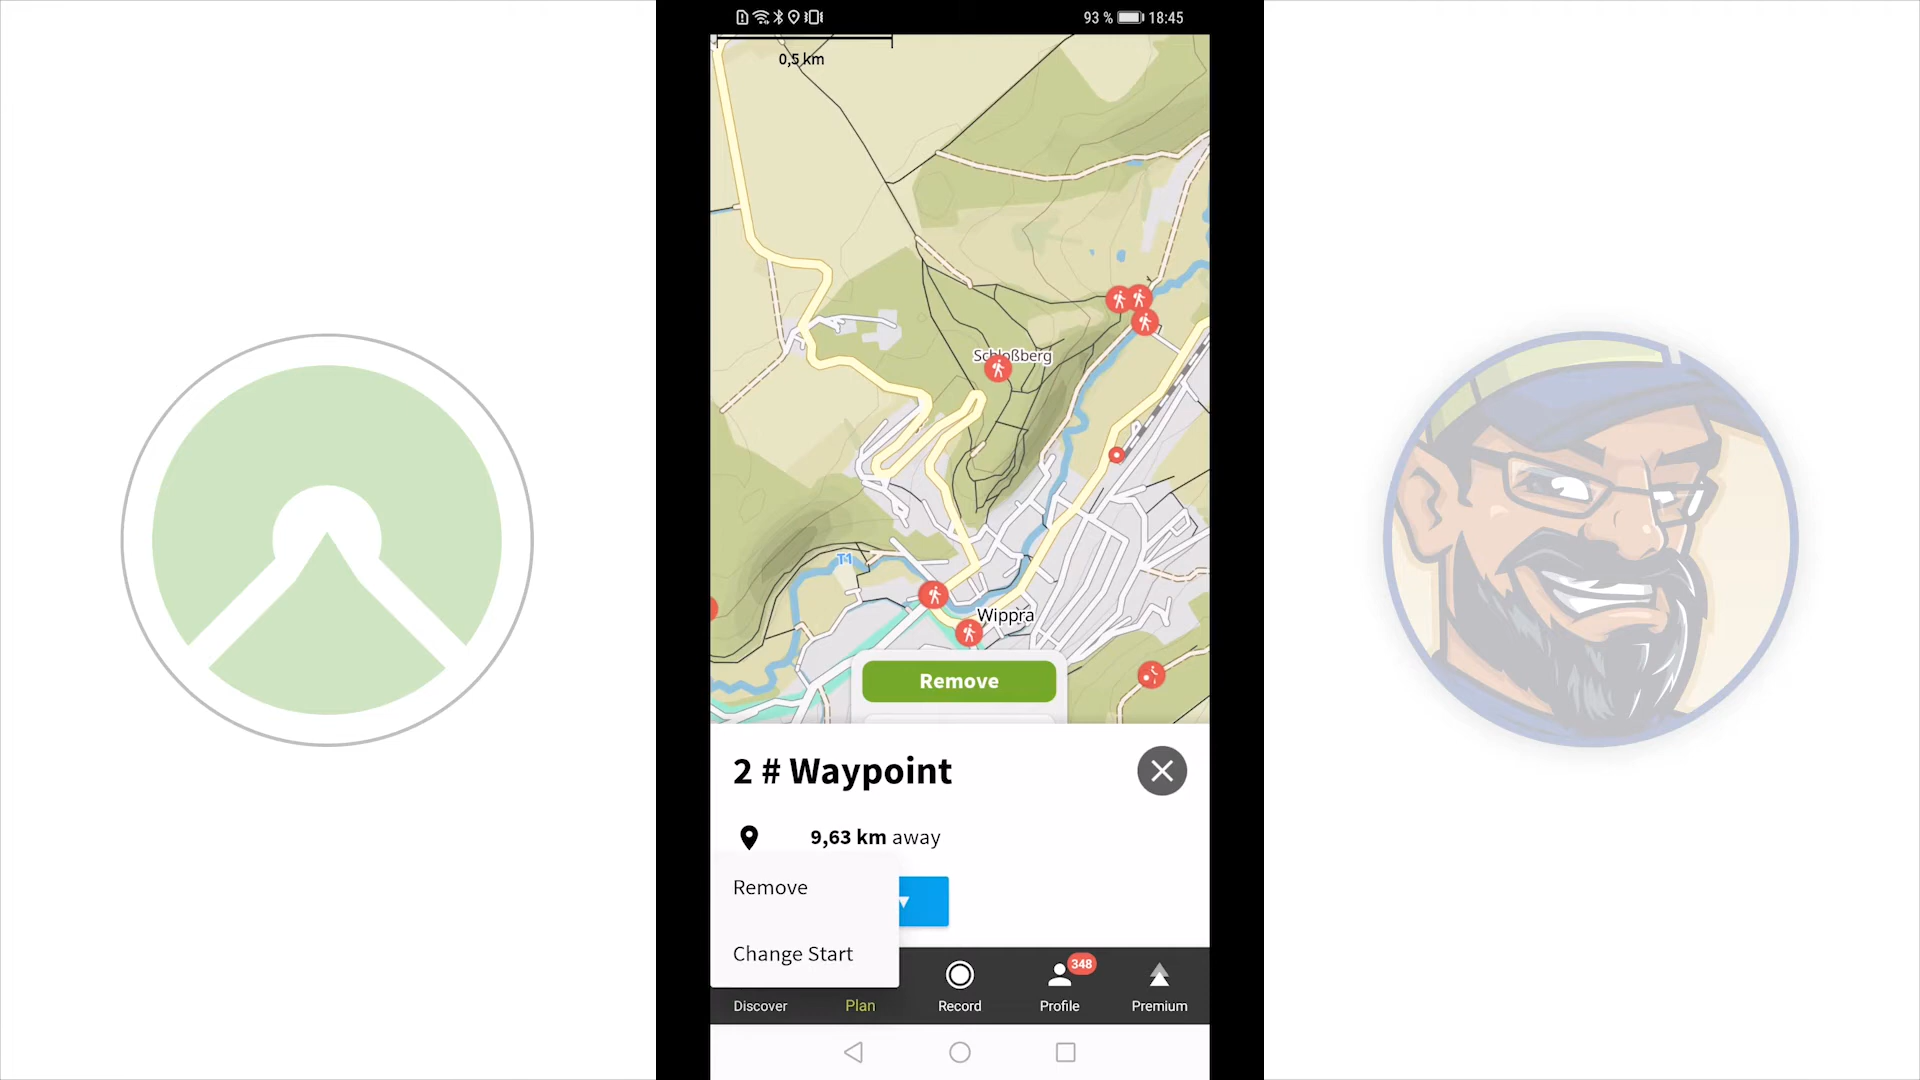 93 % 18:45
0,5 km
Schloßberg
T1
Wippra
Remove
2 # Waypoint
9,63 km away
Remove
Change Start
348
Discover
Plan
Record
Profile
Premium